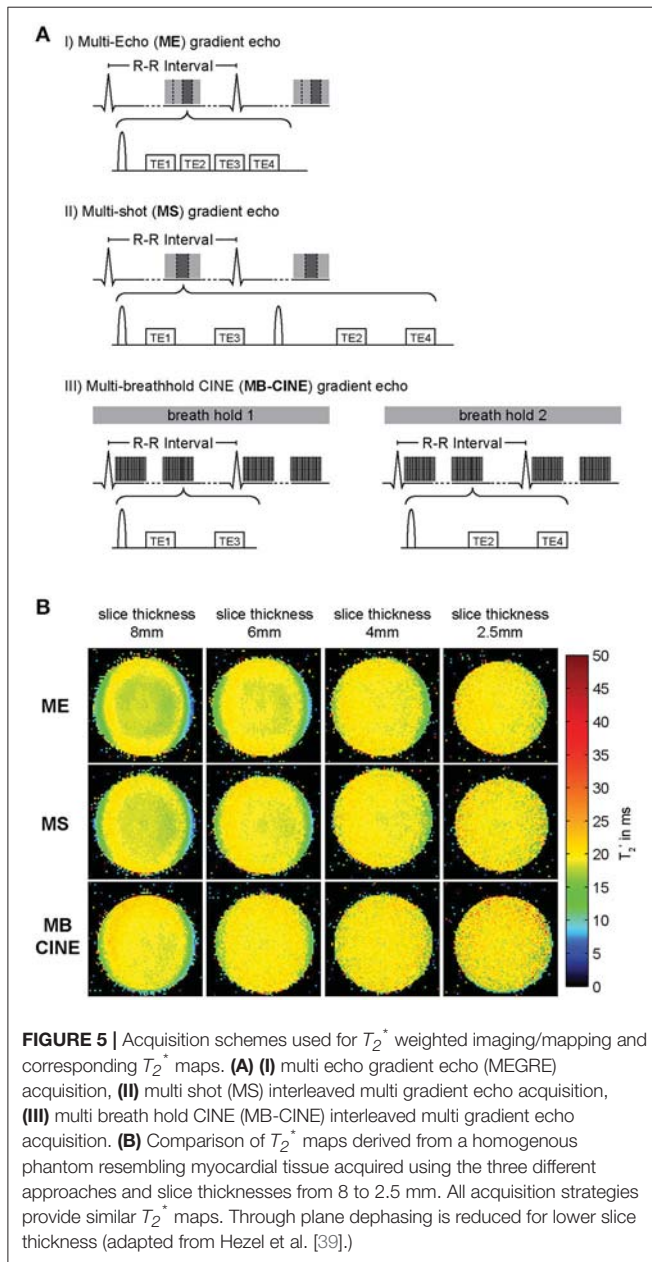 A
I) Multi-Echo (ME) gradient echo
R-R Interval
TE1 TE2 TE3 TE4
II) Multi-shot (MS) gradient echo
R-R Interval
TE1 TE3 TE2 TE4
III) Multi-breathhold CINE (MB-CINE) gradient echo
breath hold 1 breath hold 2
R-R Interval R-R Interval
TE1 TE3 TE2 TE4
B
slice thickness 8mm
slice thickness 6mm
slice thickness 4mm
slice thickness 2.5mm
ME
MS
MB CINE
50
45
40
35
30
25
20
15
10
5
0
T2* in ms
FIGURE 5 | Acquisition schemes used for T2* weighted imaging/mapping and
corresponding T2* maps. (A) (I) multi echo gradient echo (MEGRE)
acquisition, (II) multi shot (MS) interleaved multi gradient echo acquisition,
(III) multi breath hold CINE (MB-CINE) interleaved multi gradient echo
acquisition. (B) Comparison of T2* maps derived from a homogenous
phantom resembling myocardial tissue acquired using the three different
approaches and slice thicknesses from 8 to 2.5 mm. All acquisition strategies
provide similar T2* maps. Through plane dephasing is reduced for lower slice
thickness (adapted from Hezel et al. [39].)